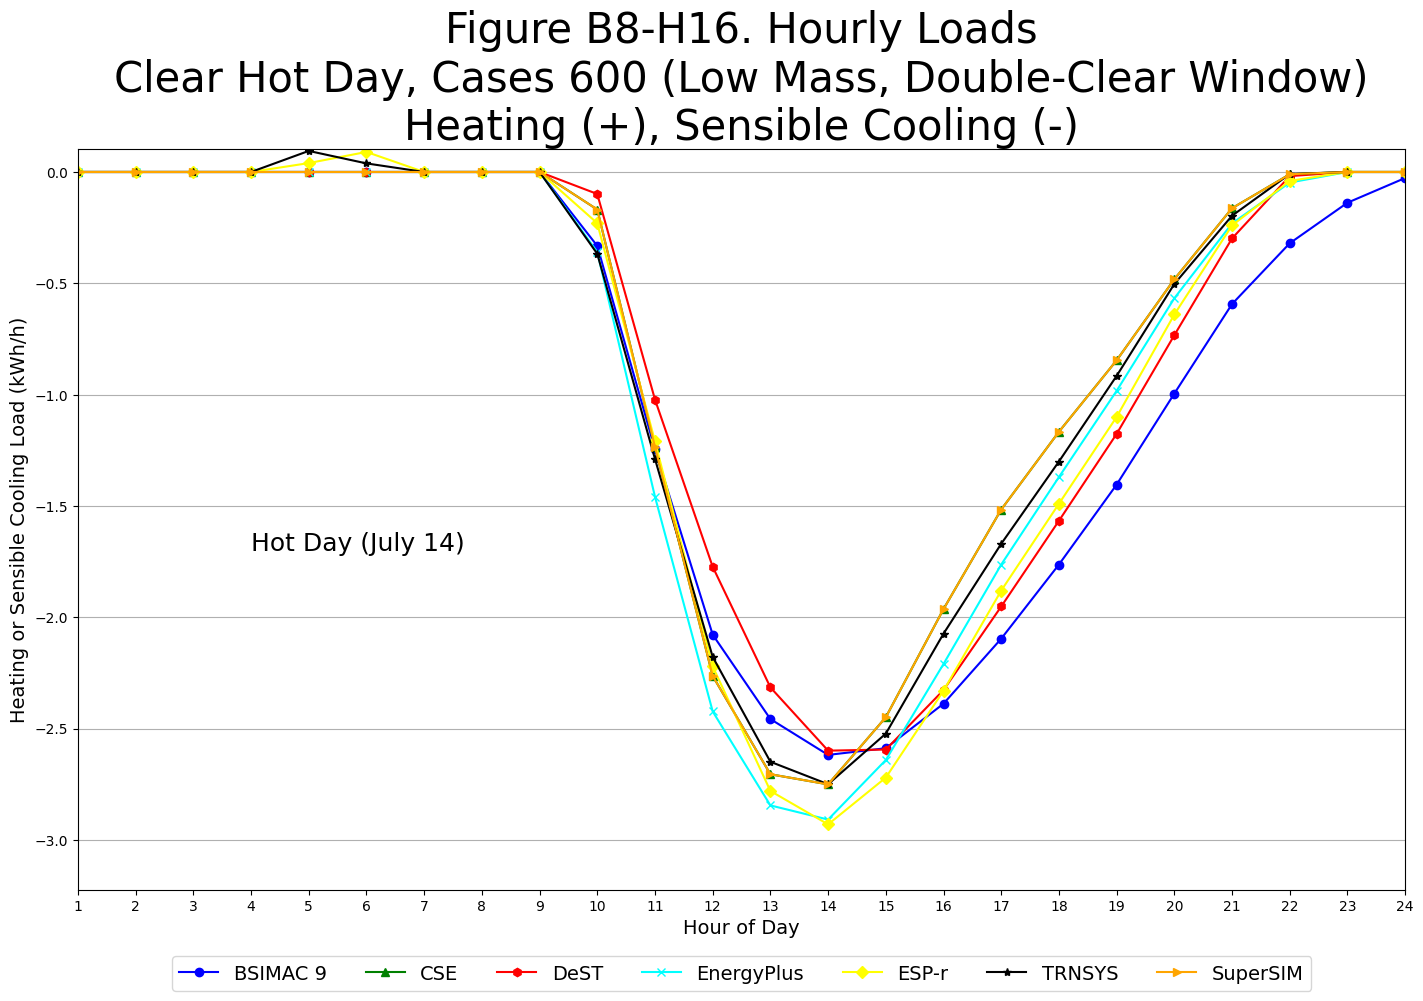 Figure B8-H16. Hourly Loads
Clear Hot Day, Cases 600 (Low Mass, Double-Clear Window)
Heating (+), Sensible Cooling (-)
Heating or Sensible Cooling Load (kWh/h)
0.0
−0.5
−1.0
−1.5
−2.0
−2.5
−3.0
Hot Day (July 14)
1 2 3 4 5 6 7 8 9 10 11 12 13 14 15 16 17 18 19 20 21 22 23 24
Hour of Day
BSIMAC 9 CSE DeST EnergyPlus ESP-r TRNSYS SuperSIM